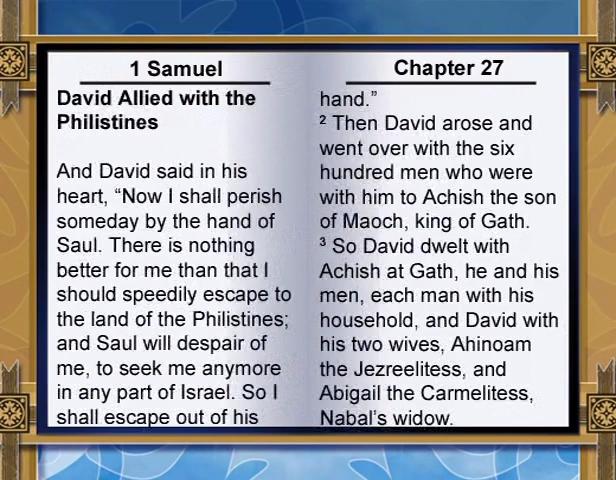 1 Samuel
David Allied with the
Philistines
And David said in his
heart, “Now I shall perish
someday by the hand of
Saul. There is nothing
better for me than that I
should speedily escape to
the land of the Philistines;
and Saul will despair of
me, to seek me anymore
in any part of Israel. So I
shall escape out of his
Chapter 27
hand.”
² Then David arose and
went over with the six
hundred men who were
with him to Achish the son
of Maoch, king of Gath.
³ So David dwelt with
Achish at Gath, he and his
men, each man with his
household, and David with
his two wives, Ahinoam
the Jezreelitess, and
Abigail the Carmelitess,
Nabal’s widow.